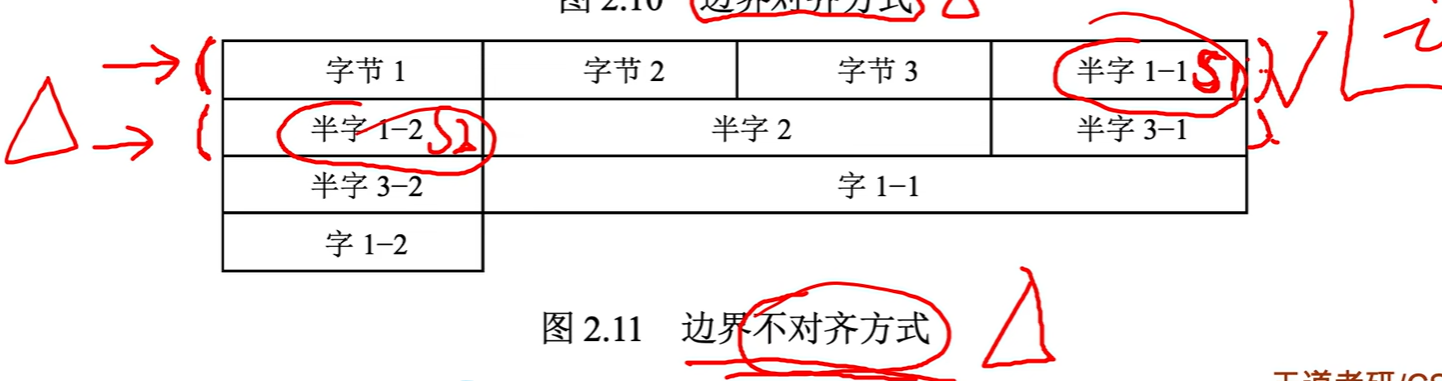 图 2.10 边界对齐方式
字节 1 字节 2 字节 3 半字 1-1 S1
半字 1-2 S2 半字 2 半字 3-1
半字 3-2 字 1-1
字 1-2
图 2.11 边界不对齐方式
王道考研/CS